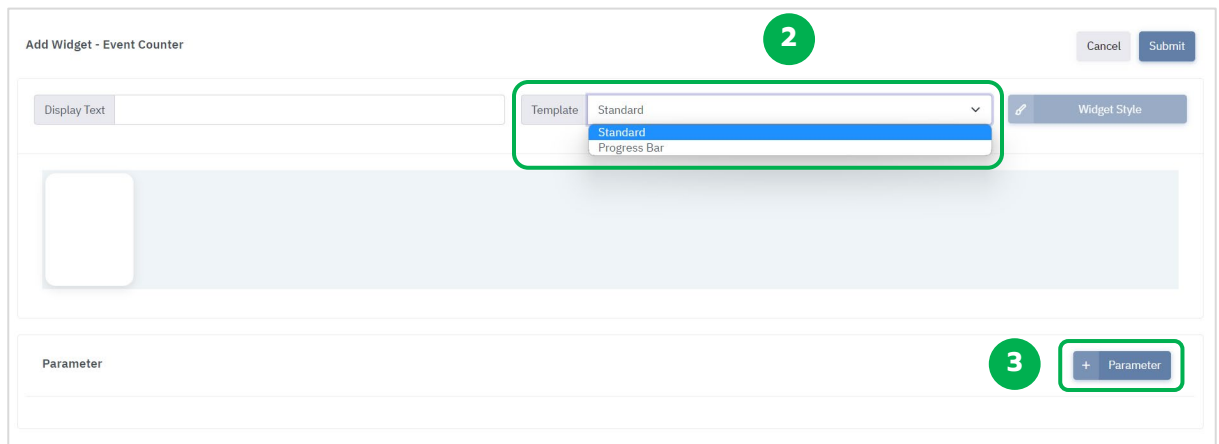 2
Add Widget - Event Counter
Cancel
Submit
Display Text
Template
Standard
Widget Style
Standard
Progress Bar
Parameter
3
+ Parameter